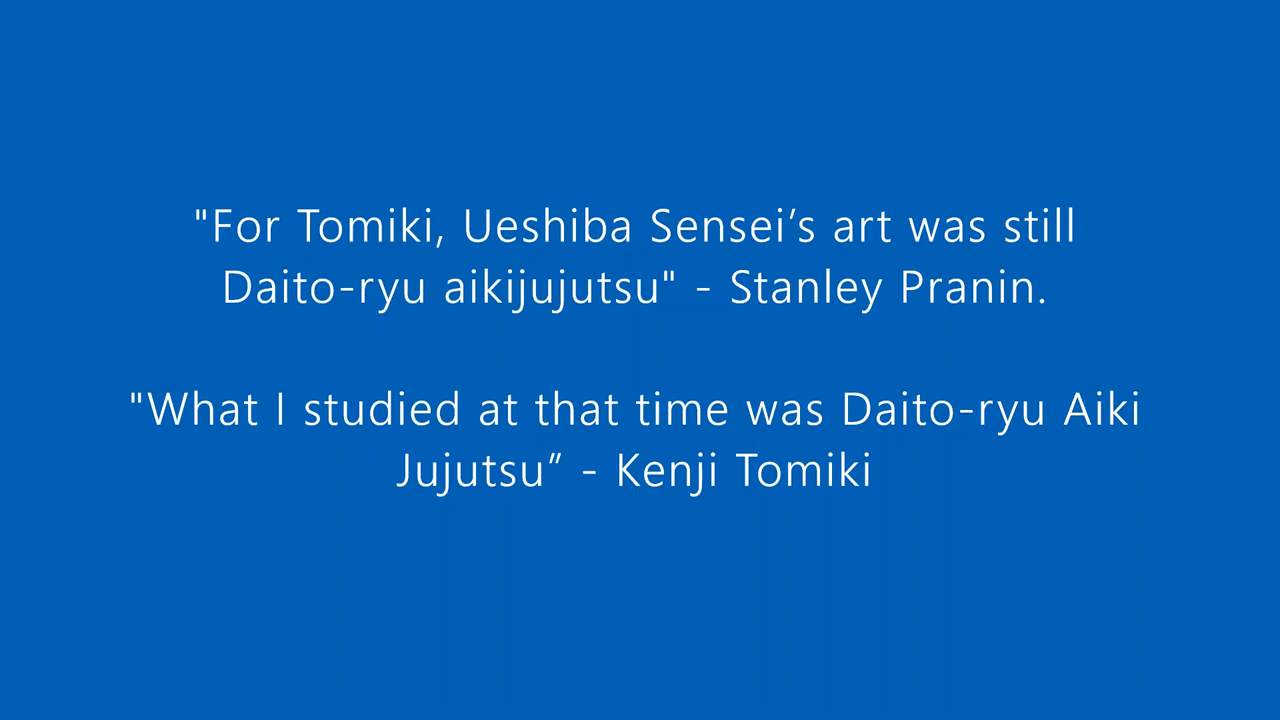 "For Tomiki, Ueshiba Sensei’s art was still
Daito-ryu aikijujutsu" - Stanley Pranin.
"What I studied at that time was Daito-ryu Aiki
Jujutsu” - Kenji Tomiki